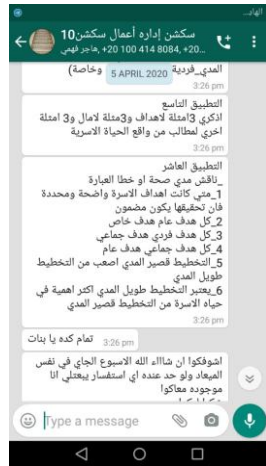 سكشن إداره أعمال سكشن10
هاجر فهمي, +20 100 414 8084, +20...
المدي_فردية وخاصة)
5 APRIL 2020
3:26 pm
التطبيق التاسع
اذكري 3امثلة لاهداف و3مثلة لامال و3 امثلة
اخري لمطالب من واقع الحياة الاسرية
3:26 pm
التطبيق العاشر
_ناقش مدي صحة او خطا العبارة
1_متي كانت اهداف الاسرة واضحة ومحددة
فان تحقيقها يكون مضمون
2_كل هدف عام هدف خاص
3_كل هدف فردي هدف جماعي
4_كل هدف جماعي هدف عام
5_التخطيط قصير المدي اصعب من التخطيط
طويل المدي
6_يعتبر التخطيط طويل المدي اكثر اهمية في
حياه الاسرة من التخطيط قصير المدي
3:26 pm
تمام كده يا بنات 3:26 pm
اشوفكوا ان شااء الله الاسبوع الجاي في نفس
الميعاد ولو حد عنده اي استفسار يبعتلي انا
موجوده معاكوا
Type a message